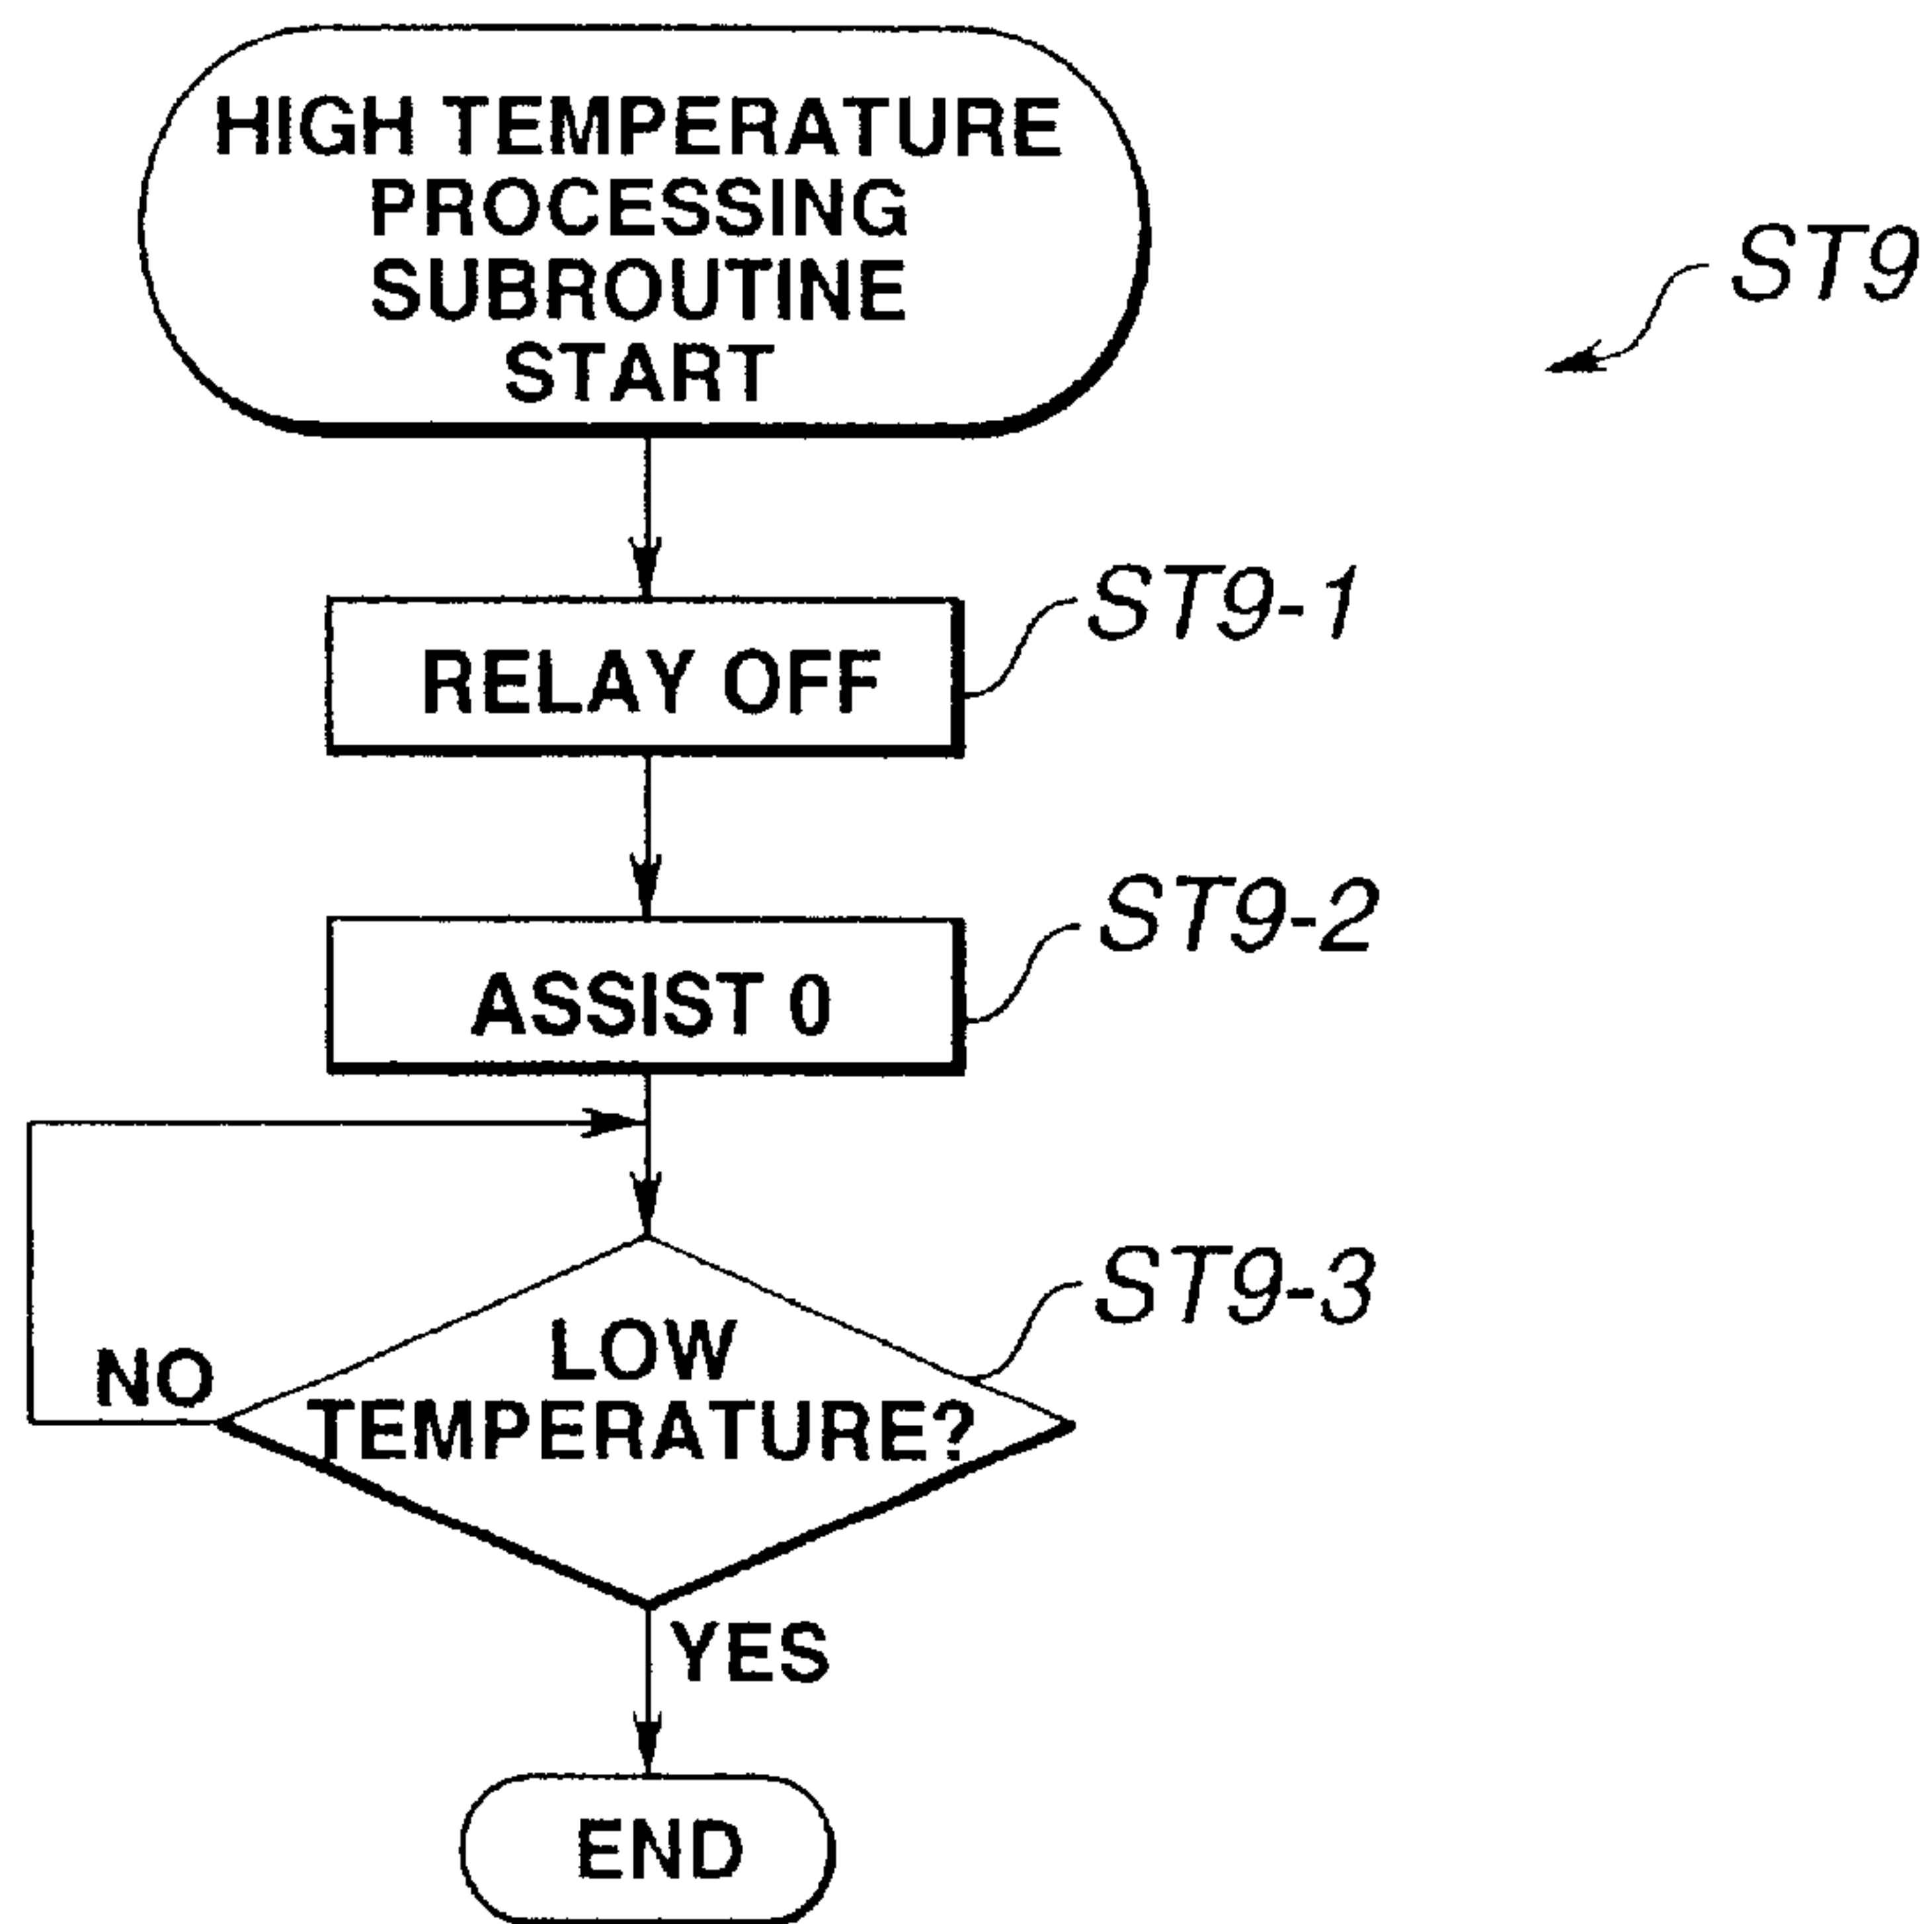 HIGH TEMPERATURE
PROCESSING
SUBROUTINE
START
ST9
RELAY OFF
ST9-1
ASSIST 0
ST9-2
LOW
TEMPERATURE?
ST9-3
NO
YES
END